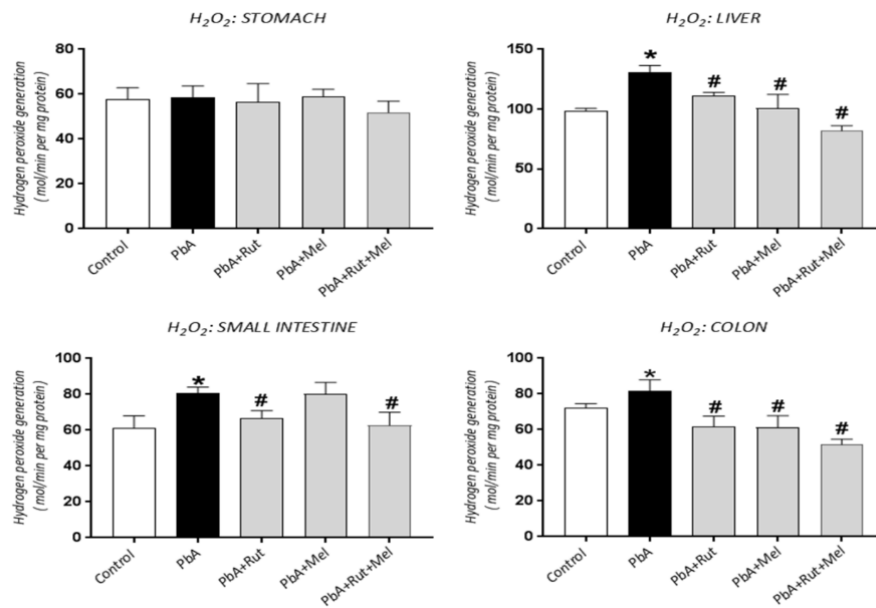 H₂O₂: STOMACH
Hydrogen peroxide generation
( mol/min per mg protein)
80
60
40
20
0
Control
PbA
PbA+Rut
PbA+Mel
PbA+Rut+Mel
H₂O₂: LIVER
Hydrogen peroxide generation
( mol/min per mg protein)
150
100
50
0
*
#
#
#
Control
PbA
PbA+Rut
PbA+Mel
PbA+Rut+Mel
H₂O₂: SMALL INTESTINE
Hydrogen peroxide generation
( mol/min per mg protein)
100
80
60
40
20
0
*
#
#
Control
PbA
PbA+Rut
PbA+Mel
PbA+Rut+Mel
H₂O₂: COLON
Hydrogen peroxide generation
( mol/min per mg protein)
100
80
60
40
20
0
*
#
#
#
Control
PbA
PbA+Rut
PbA+Mel
PbA+Rut+Mel